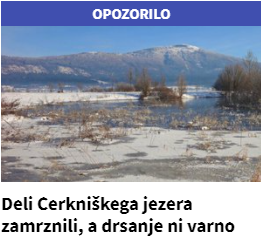 OPOZORILO
Deli Cerkniškega jezera
zamrznili, a drsanje ni varno